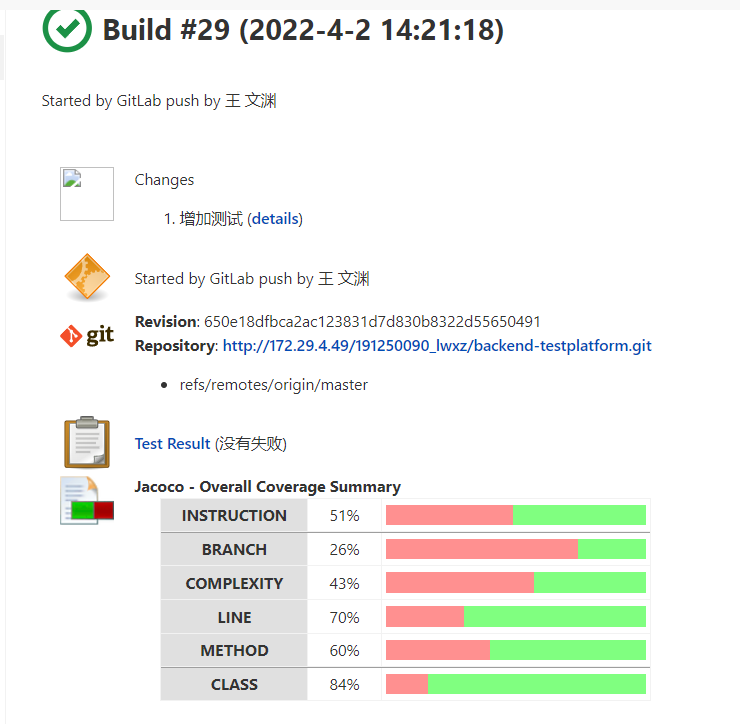 Build #29 (2022-4-2 14:21:18)
Started by GitLab push by 王 文渊
Changes
1. 增加测试 (details)
Started by GitLab push by 王 文渊
git
Revision: 650e18dfbca2ac123831d7d830b8322d55650491
Repository: http://172.29.4.49/191250090_lwxz/backend-testplatform.git
• refs/remotes/origin/master
Test Result (没有失败)
Jacoco - Overall Coverage Summary
INSTRUCTION 51%
BRANCH 26%
COMPLEXITY 43%
LINE 70%
METHOD 60%
CLASS 84%